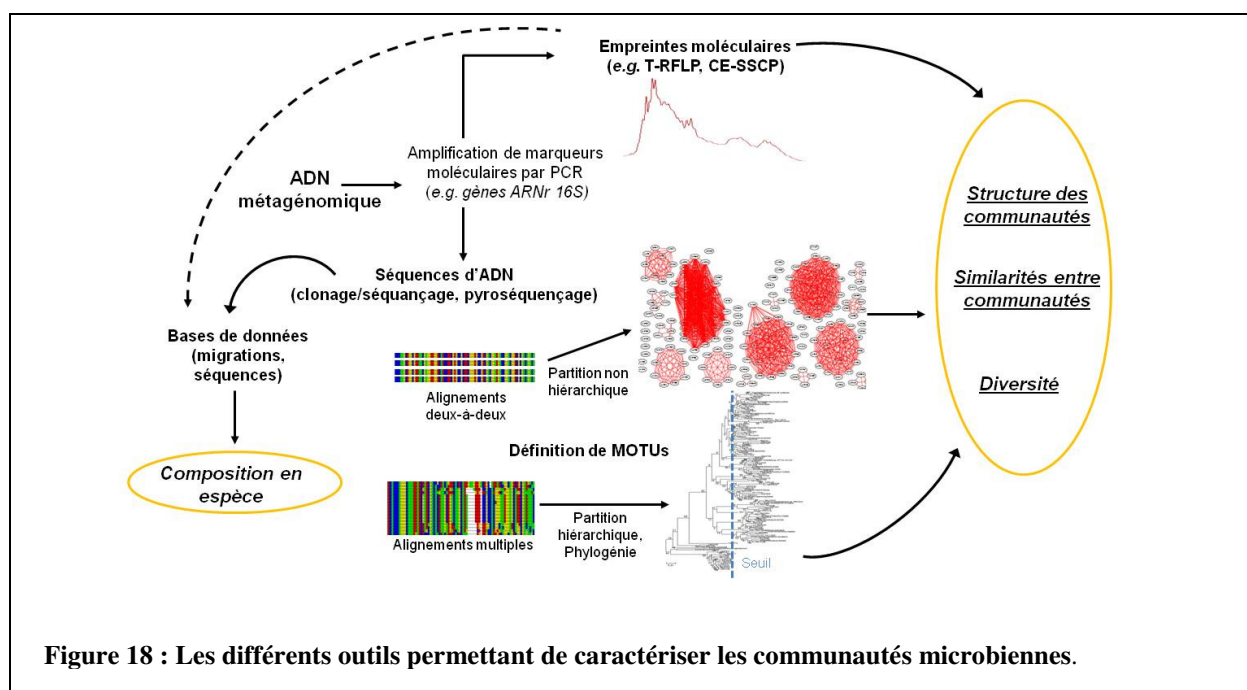 Empreintes moléculaires
(e.g. T-RFLP, CE-SSCP)
Amplification de marqueurs
moléculaires par PCR
(e.g. gènes ARNr 16S)
ADN
métagénomique
Structure des
communautés
Séquences d'ADN
(clonage/séquançage, pyroséquençage)
Similarités entre
communautés
Bases de données
(migrations,
séquences)
Partition non
hiérarchique
Alignements
deux-à-deux
Diversité
Définition de MOTUs
Composition en
espèce
Partition
hiérarchique,
Phylogénie
Alignements multiples
Seuil
Figure 18 : Les différents outils permettant de caractériser les communautés microbiennes.